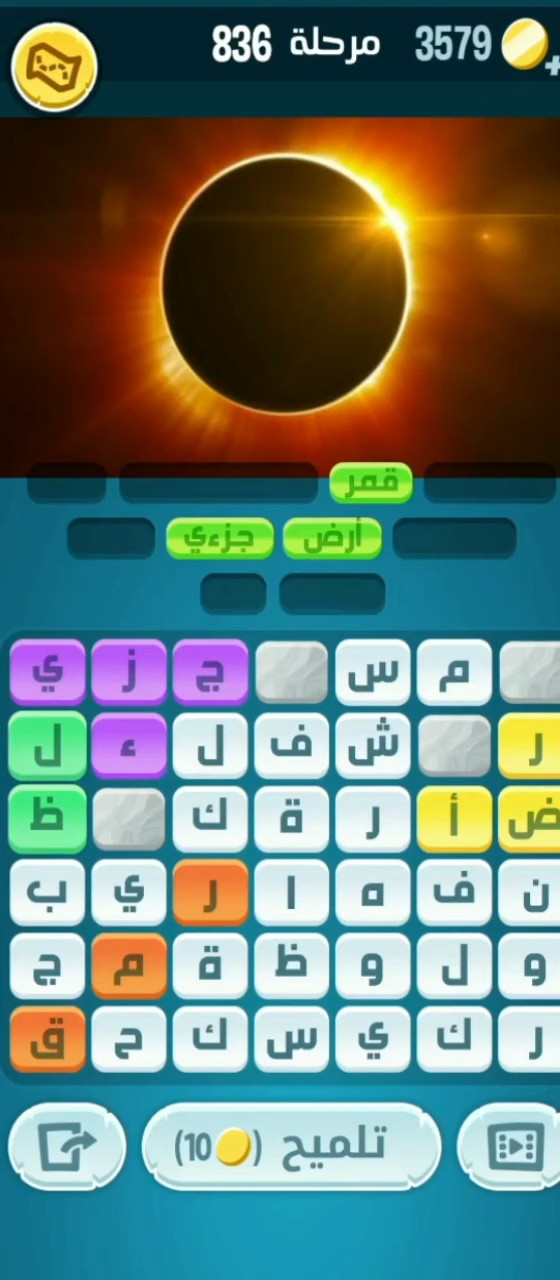 3579 مرحلة 836
قمر
أرض جزءي
م س ج ز ي
ر ش ف ل ء ل
ض أ ر ة ك ظ
ن ف ه ا ر ي ب
و ل و ظ ة م ج
ر ك ي س ك ح ق
تلميح (10)